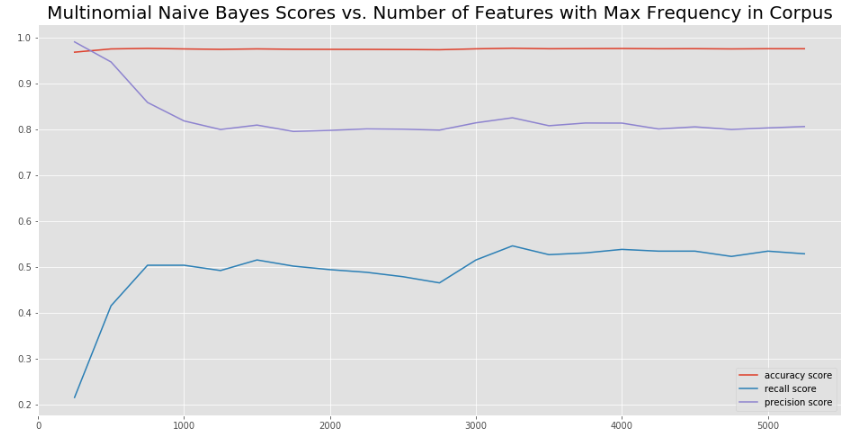 Multinomial Naive Bayes Scores vs. Number of Features with Max Frequency in Corpus
1.0
0.9
0.8
0.7
0.6
0.5
0.4
0.3
0.2
accuracy score
recall score
precision score
0 1000 2000 3000 4000 5000